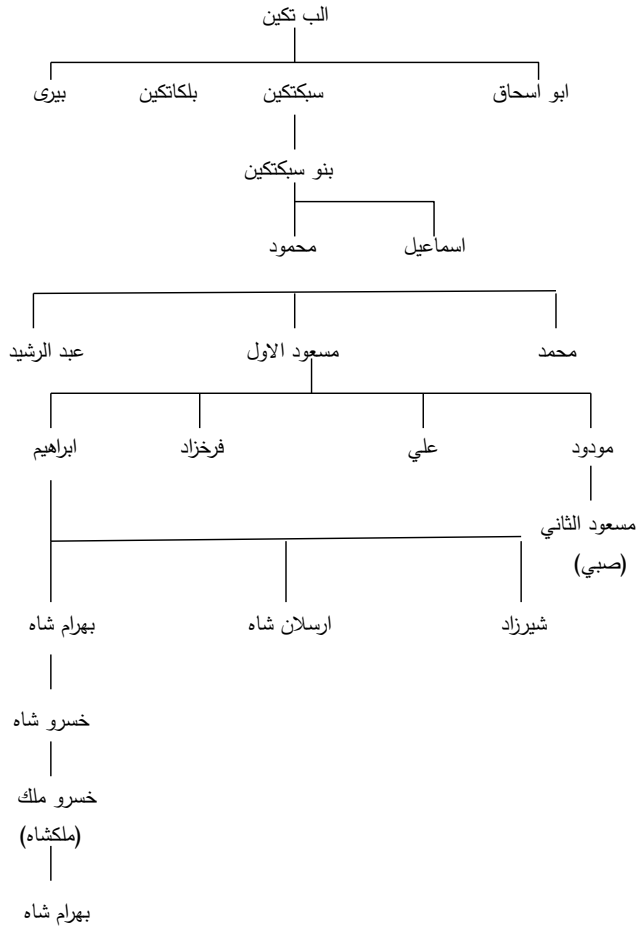 الب تكين
ابو اسحاق سبكتكين بلكاتكين بيرى
بنو سبكتكين
اسماعيل محمود
محمد مسعود الاول عبد الرشيد
مودود علي فرخزاد ابراهيم
مسعود الثاني
(صبي)
شيرزاد ارسلان شاه بهرام شاه
خسرو شاه
خسرو ملك
(ملكشاه)
بهرام شاه